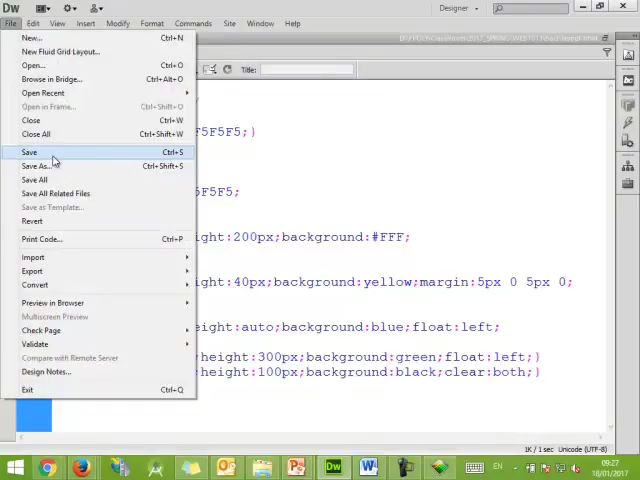 Dw
Designer
File Edit View Insert Modify Format Commands Site Window Help
New... Ctrl+N
New Fluid Grid Layout...
Open... Ctrl+O
Title:
Browse in Bridge... Ctrl+Alt+O
Open Recent
Open in Frame... Ctrl+Shift+O
Close Ctrl+W
Close All Ctrl+Shift+W
F5F5F5;)
Save Ctrl+S
Save As... Ctrl+Shift+S
Save All
Save All Related Files
F5F5F5;
Save as Template...
Revert
Print Code... Ctrl+P
ight:200px;background:#FFF;
Import
Export
Convert
ight:40px;background:yellow;margin:5px 0 5px 0;
Preview in Browser
Multiscreen Preview
Check Page
eight:auto;background:blue;float:left;
Validate
Compare with Remote Server
height:300px;background:green;float:left;)
Design Notes...
height:100px;background:black;clear:both;)
Exit Ctrl+Q
1K / 1 sec Unicode (UTF-8)
EN
09:27
18/01/2017